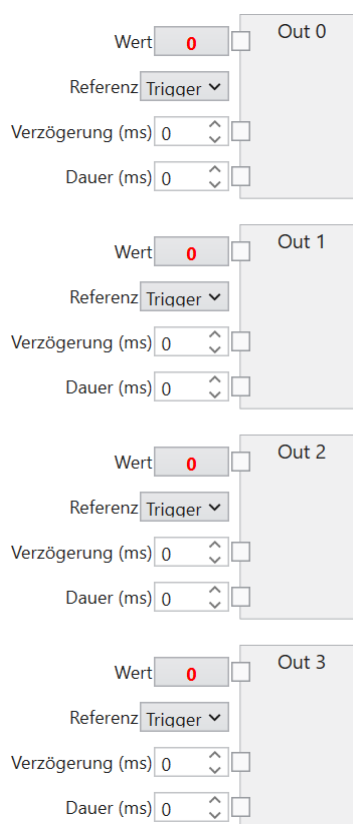 Wert 0 Out 0
Referenz Trigger
Verzögerung (ms) 0
Dauer (ms) 0
Wert 0 Out 1
Referenz Trigger
Verzögerung (ms) 0
Dauer (ms) 0
Wert 0 Out 2
Referenz Trigger
Verzögerung (ms) 0
Dauer (ms) 0
Wert 0 Out 3
Referenz Trigger
Verzögerung (ms) 0
Dauer (ms) 0